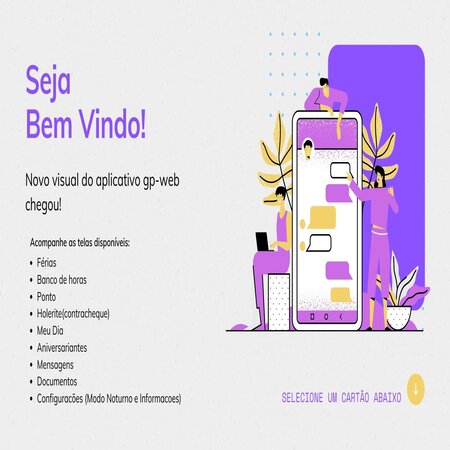 Seja
Bem Vindo!
Novo visual do aplicativo gp-web
chegou!
Acompanhe as telas disponíveis:
• Férias
• Banco de horas
• Ponto
• Holerite(contracheque)
• Meu Dia
• Aniversariantes
• Mensagens
• Documentos
• Configuracões (Modo Noturno e Informacoes)
SELECIONE UM CARTÃO ABAIXO